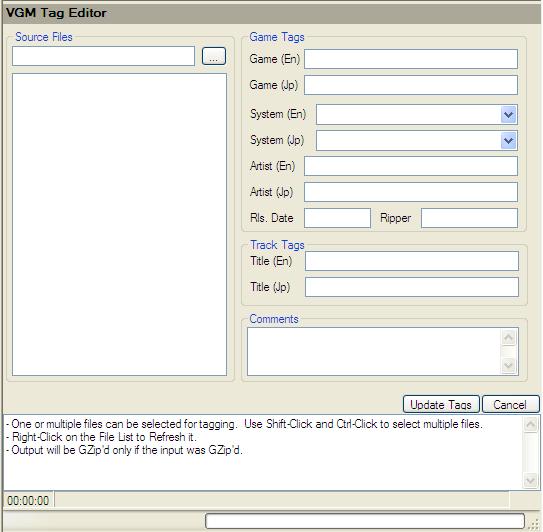 VGM Tag Editor
Source Files
...
Game Tags
Game (En)
Game (Jp)
System (En)
System (Jp)
Artist (En)
Artist (Jp)
Rls. Date Ripper
Track Tags
Title (En)
Title (Jp)
Comments
Update Tags Cancel
- One or multiple files can be selected for tagging. Use Shift-Click and Ctrl-Click to select multiple files.
- Right-Click on the File List to Refresh it.
- Output will be GZip'd only if the input was GZip'd.
00:00:00